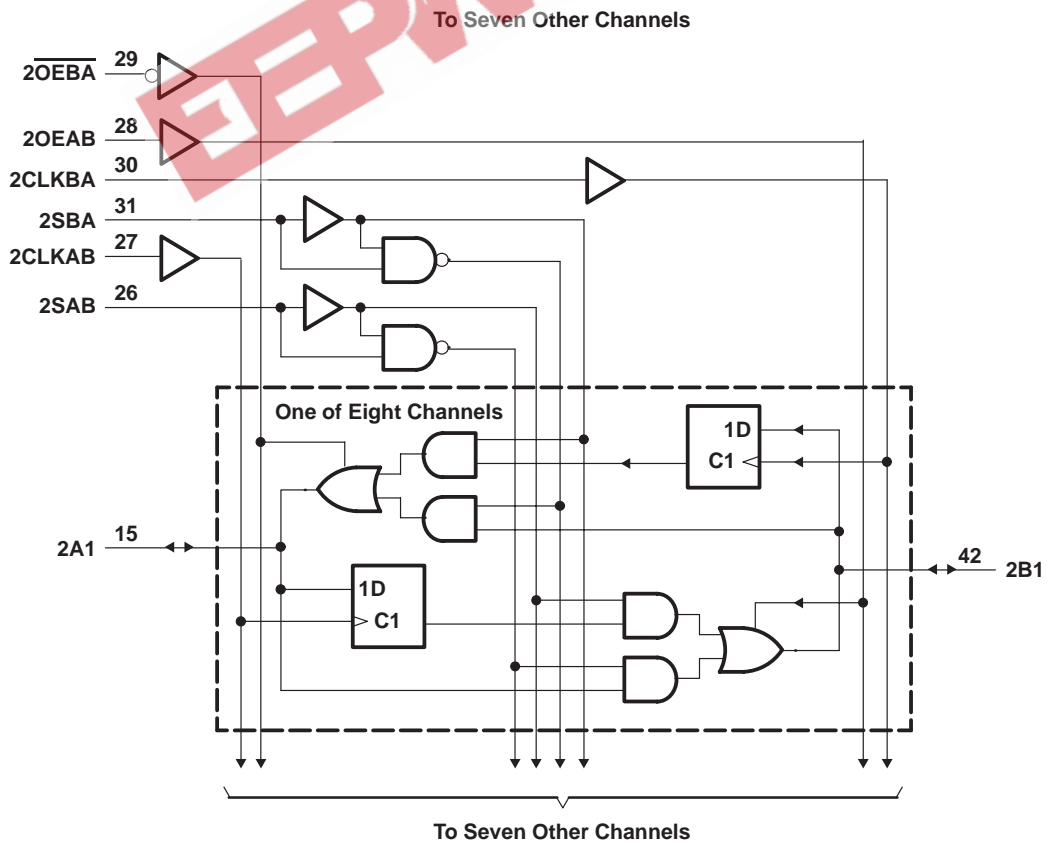 To Seven Other Channels
2OEBA 29
2OEAB 28
2CLKBA 30
2SBA 31
2CLKAB 27
2SAB 26
One of Eight Channels
1D
C1
2A1 15
1D
C1
42 2B1
To Seven Other Channels